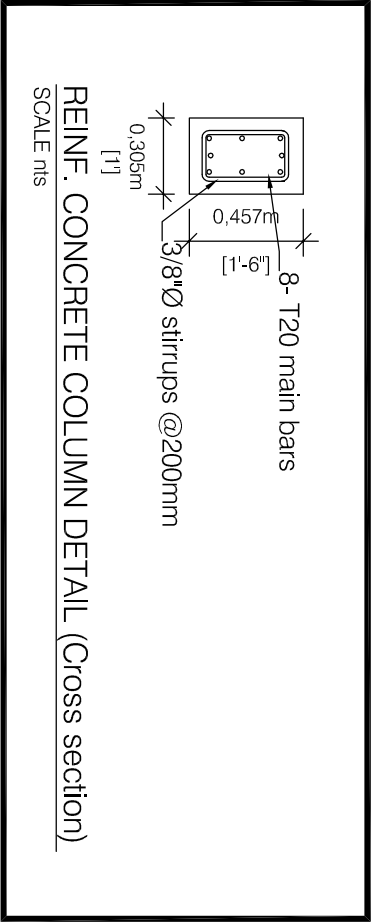 8- T20 main bars
0,457m
[1'-6"]
0,305m
[1']
3/8"Ø stirrups @200mm
REINF. CONCRETE COLUMN DETAIL (Cross section)
SCALE nts